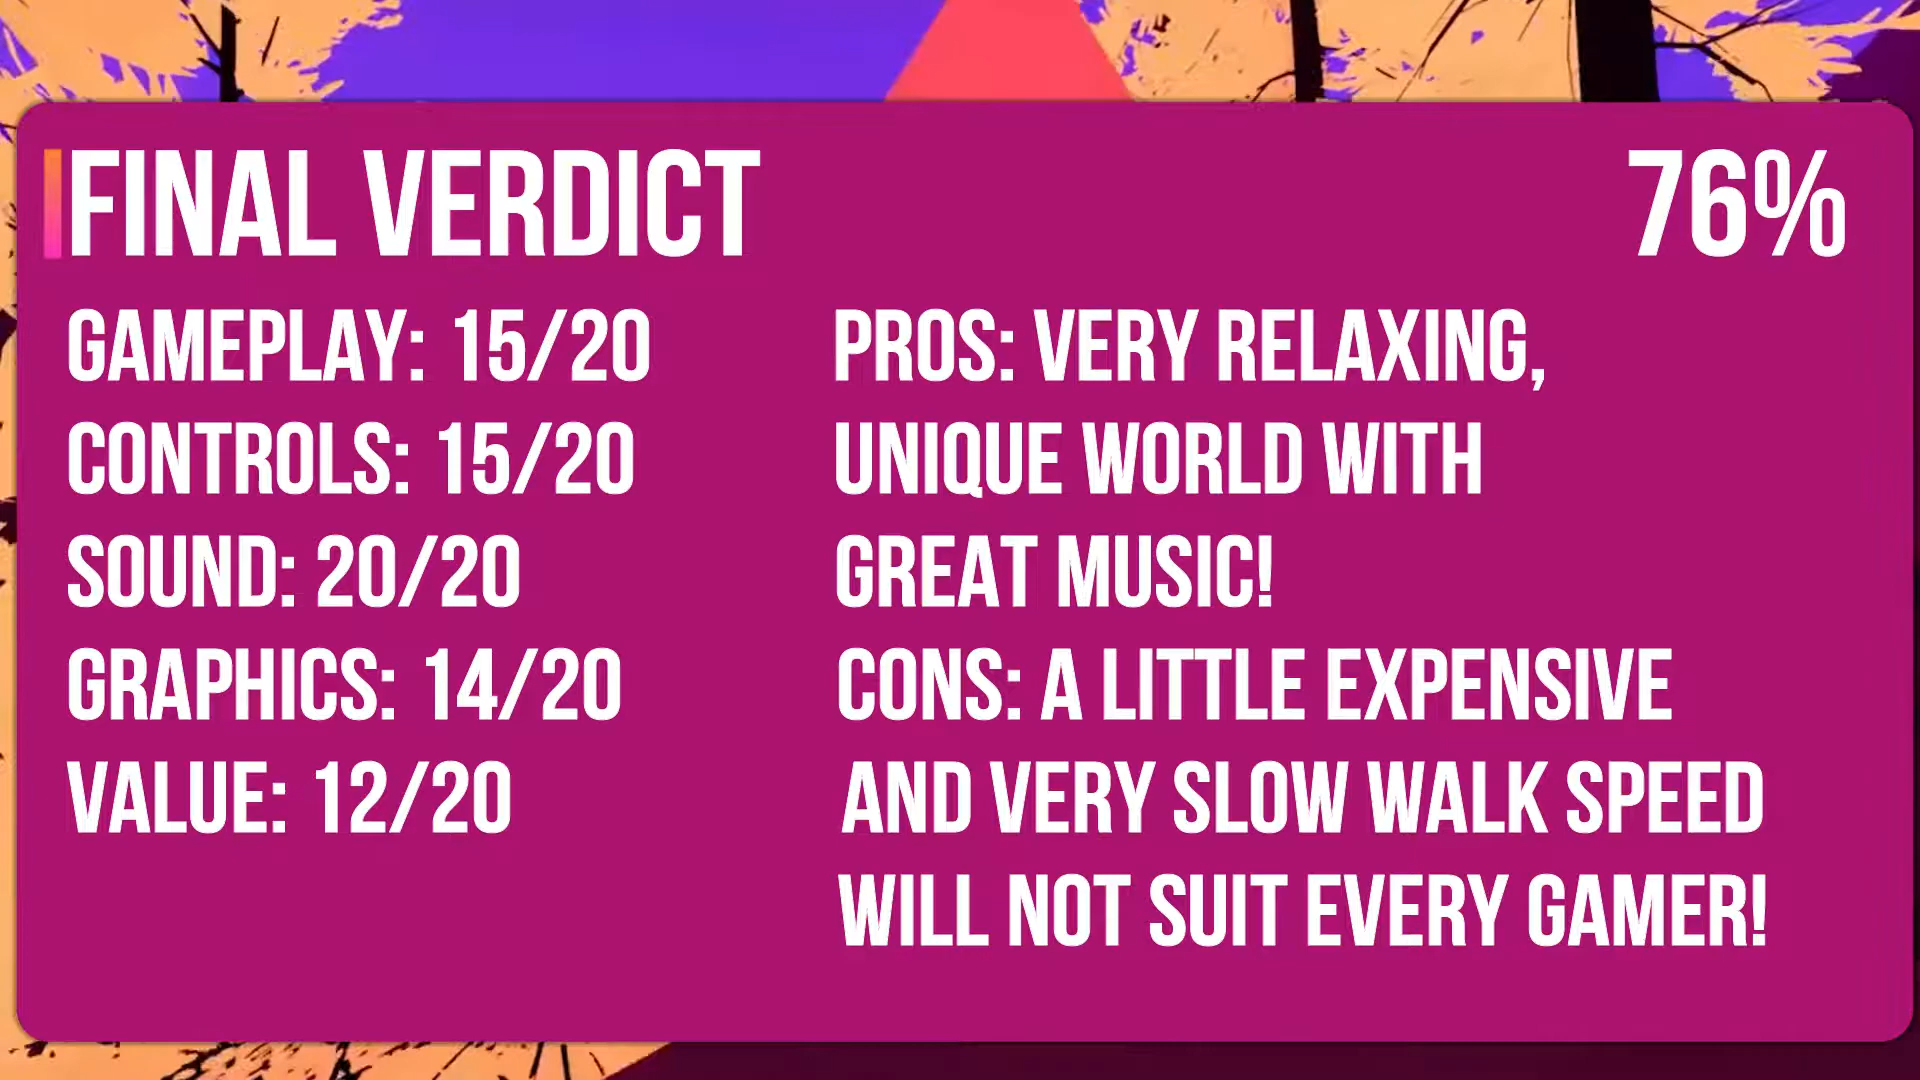 FINAL VERDICT
76%
GAMEPLAY: 15/20
CONTROLS: 15/20
SOUND: 20/20
GRAPHICS: 14/20
VALUE: 12/20
PROS: VERY RELAXING,
UNIQUE WORLD WITH
GREAT MUSIC!
CONS: A LITTLE EXPENSIVE
AND VERY SLOW WALK SPEED
WILL NOT SUIT EVERY GAMER!